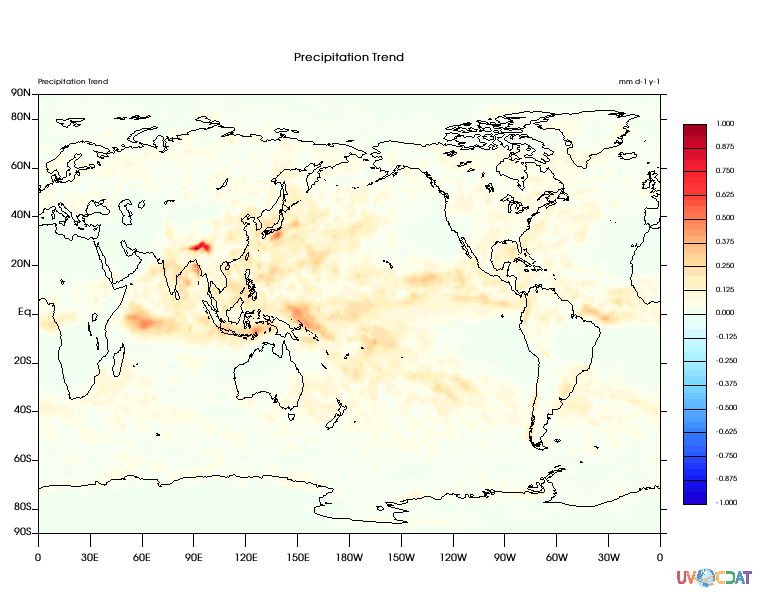 Precipitation Trend
Precipitation Trend mm d-1 y-1
90N
80N
60N
40N
20N
Eq
20S
40S
60S
80S
90S
0 30E 60E 90E 120E 150E 180W 150W 120W 90W 60W 30W 0
1.000
0.875
0.750
0.625
0.500
0.375
0.250
0.125
0.000
-0.125
-0.250
-0.375
-0.500
-0.625
-0.750
-0.875
-1.000
UV CDAT